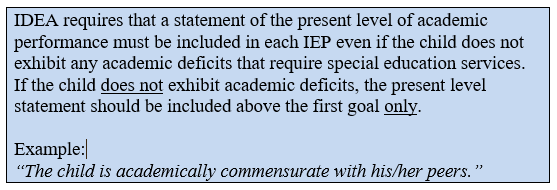 IDEA requires that a statement of the present level of academic
performance must be included in each IEP even if the child does not
exhibit any academic deficits that require special education services.
If the child does not exhibit academic deficits, the present level
statement should be included above the first goal only.
Example:
“The child is academically commensurate with his/her peers.”